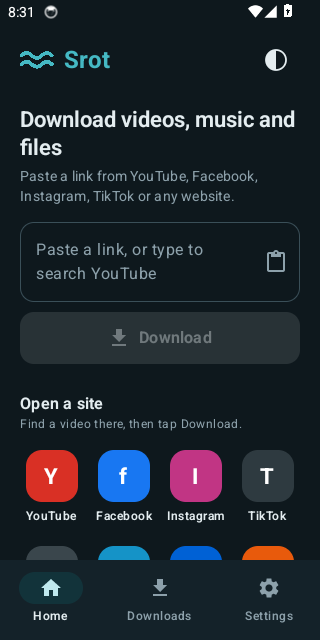 8:31
Srot
Download videos, music and
files
Paste a link from YouTube, Facebook,
Instagram, TikTok or any website.
Paste a link, or type to
search YouTube
Download
Open a site
Find a video there, then tap Download.
Y f I T
YouTube Facebook Instagram TikTok
Home Downloads Settings